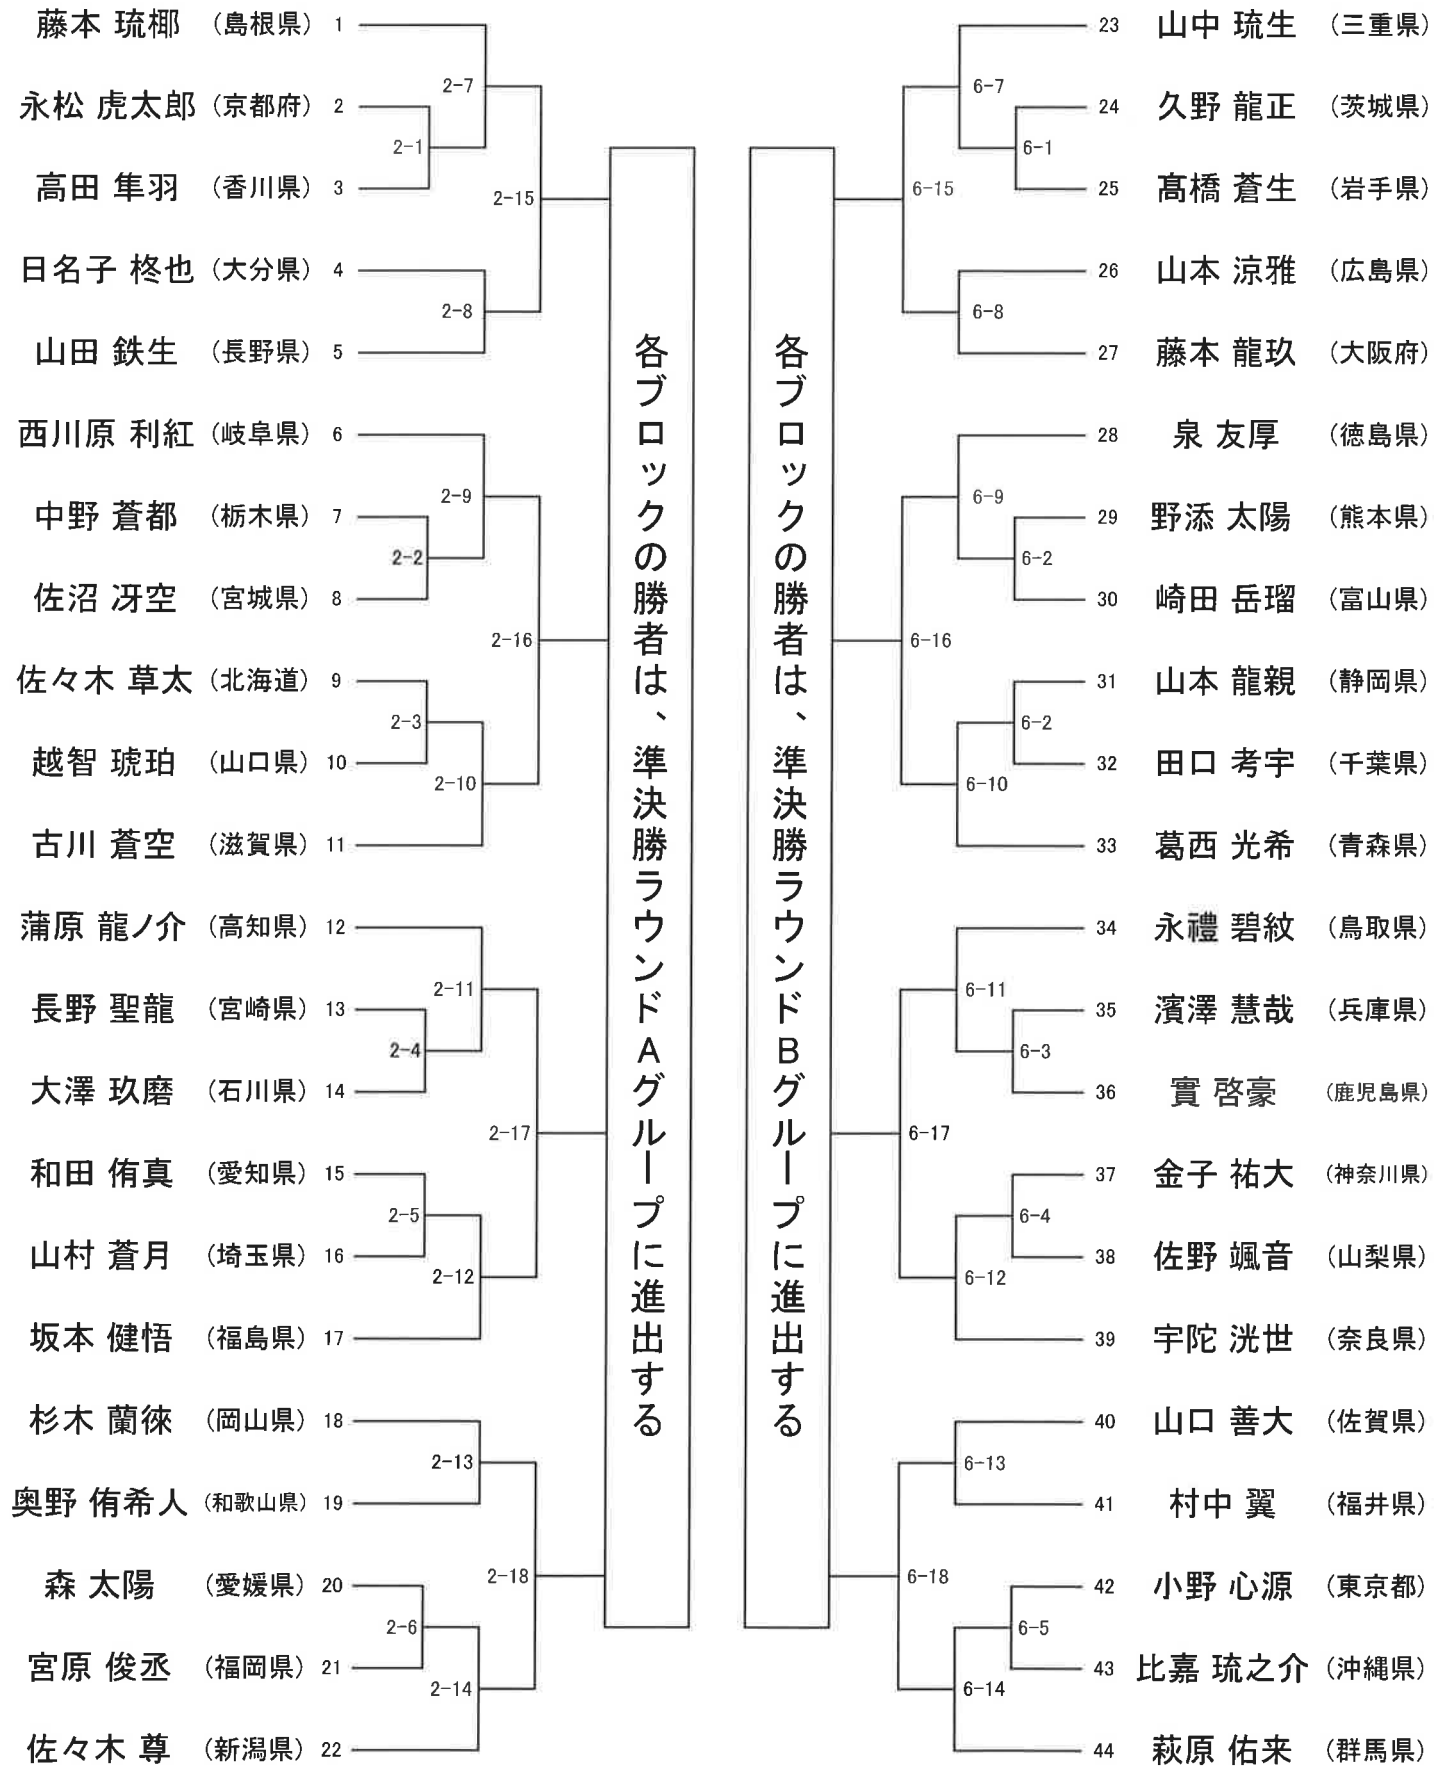 藤本 琉椰 （島根県） 1
2-7
永松 虎太郎 （京都府） 2
2-1
高田 隼羽 （香川県） 3
2-15
日名子 柊也 （大分県） 4
2-8
山田 鉄生 （長野県） 5
西川原 利紅 （岐阜県） 6
2-9
中野 蒼都 （栃木県） 7
2-2
佐沼 冴空 （宮城県） 8
2-16
佐々木 草太 （北海道） 9
2-3
越智 琥珀 （山口県） 10
2-10
古川 蒼空 （滋賀県） 11
蒲原 龍ノ介 （高知県） 12
2-11
長野 聖龍 （宮崎県） 13
2-4
大澤 玖磨 （石川県） 14
2-17
和田 侑真 （愛知県） 15
2-5
山村 蒼月 （埼玉県） 16
2-12
坂本 健悟 （福島県） 17
杉木 蘭徠 （岡山県） 18
2-13
奥野 侑希人 （和歌山県） 19
2-18
森 太陽 （愛媛県） 20
2-6
宮原 俊丞 （福岡県） 21
2-14
佐々木 尊 （新潟県） 22
各ブロックの勝者は、準決勝ラウンドAグループに進出する
各ブロックの勝者は、準決勝ラウンドBグループに進出する
23 山中 琉生 （三重県）
6-7
24 久野 龍正 （茨城県）
6-1
25 髙橋 蒼生 （岩手県）
6-15
26 山本 涼雅 （広島県）
6-8
27 藤本 龍玖 （大阪府）
28 泉 友厚 （徳島県）
6-9
29 野添 太陽 （熊本県）
6-2
30 崎田 岳瑠 （富山県）
6-16
31 山本 龍親 （静岡県）
6-2
32 田口 考宇 （千葉県）
6-10
33 葛西 光希 （青森県）
34 永禮 碧紋 （鳥取県）
6-11
35 濱澤 慧哉 （兵庫県）
6-3
36 實 啓豪 （鹿児島県）
6-17
37 金子 祐大 （神奈川県）
6-4
38 佐野 颯音 （山梨県）
6-12
39 宇陀 洸世 （奈良県）
40 山口 善大 （佐賀県）
6-13
41 村中 翼 （福井県）
6-18
42 小野 心源 （東京都）
6-5
43 比嘉 琉之介 （沖縄県）
6-14
44 萩原 佑来 （群馬県）